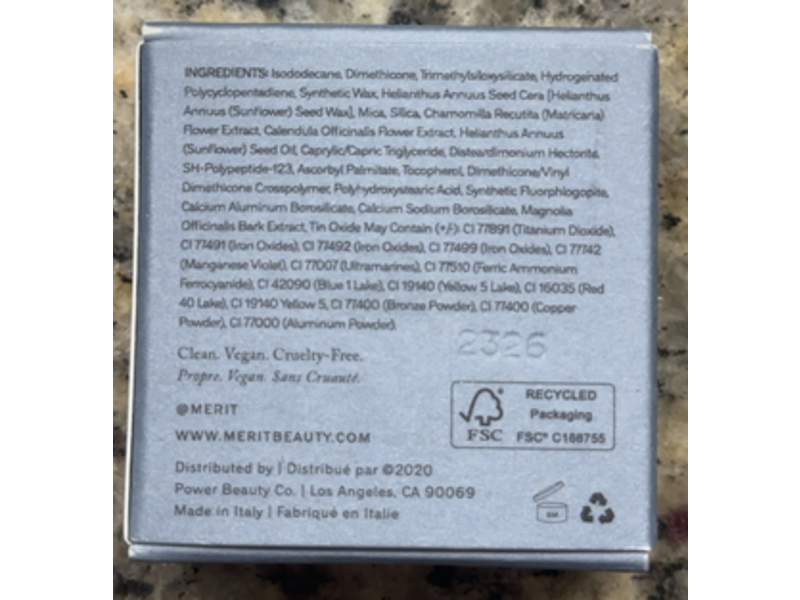 INGREDIENTS: Isododecane, Dimethicone, Trimethylsiloxysilicate, Hydrogenated
Polycyclopentadiene, Synthetic Wax, Helianthus Annuus Seed Cera [Helianthus
Annuus (Sunflower) Seed Wax], Mica, Silica, Chamomilla Recutita (Matricaria)
Flower Extract, Calendula Officinalis Flower Extract, Helianthus Annuus
(Sunflower) Seed Oil, Caprylic/Capric Triglyceride, Disteardimonium Hectorite,
SH-Polypeptide-123, Ascorbyl Palmitate, Tocopherol, Dimethicone/Vinyl
Dimethicone Crosspolymer, Polyhydroxystearic Acid, Synthetic Fluorphlogopite,
Calcium Aluminum Borosilicate, Calcium Sodium Borosilicate, Magnolia
Officinalis Bark Extract, Tin Oxide May Contain (+/-): CI 77891 (Titanium Dioxide),
CI 77491 (Iron Oxides), CI 77492 (Iron Oxides), CI 77499 (Iron Oxides), CI 77742
(Manganese Violet), CI 77007 (Ultramarines), CI 77510 (Ferric Ammonium
Ferrocyanide), CI 42090 (Blue 1 Lake), CI 19140 (Yellow 5 Lake), CI 16035 (Red
40 Lake), CI 19140 Yellow 5, CI 77400 (Bronze Powder), CI 77400 (Copper
Powder), CI 77000 (Aluminum Powder).
2326
Clean. Vegan. Cruelty-Free.
Propre. Vegan. Sans Cruauté.
@MERIT
WWW.MERITBEAUTY.COM
FSC
RECYCLED
Packaging
FSC® C166755
Distributed by | Distribué par ©2020
Power Beauty Co. | Los Angeles, CA 90069
Made in Italy | Fabriqué en Italie